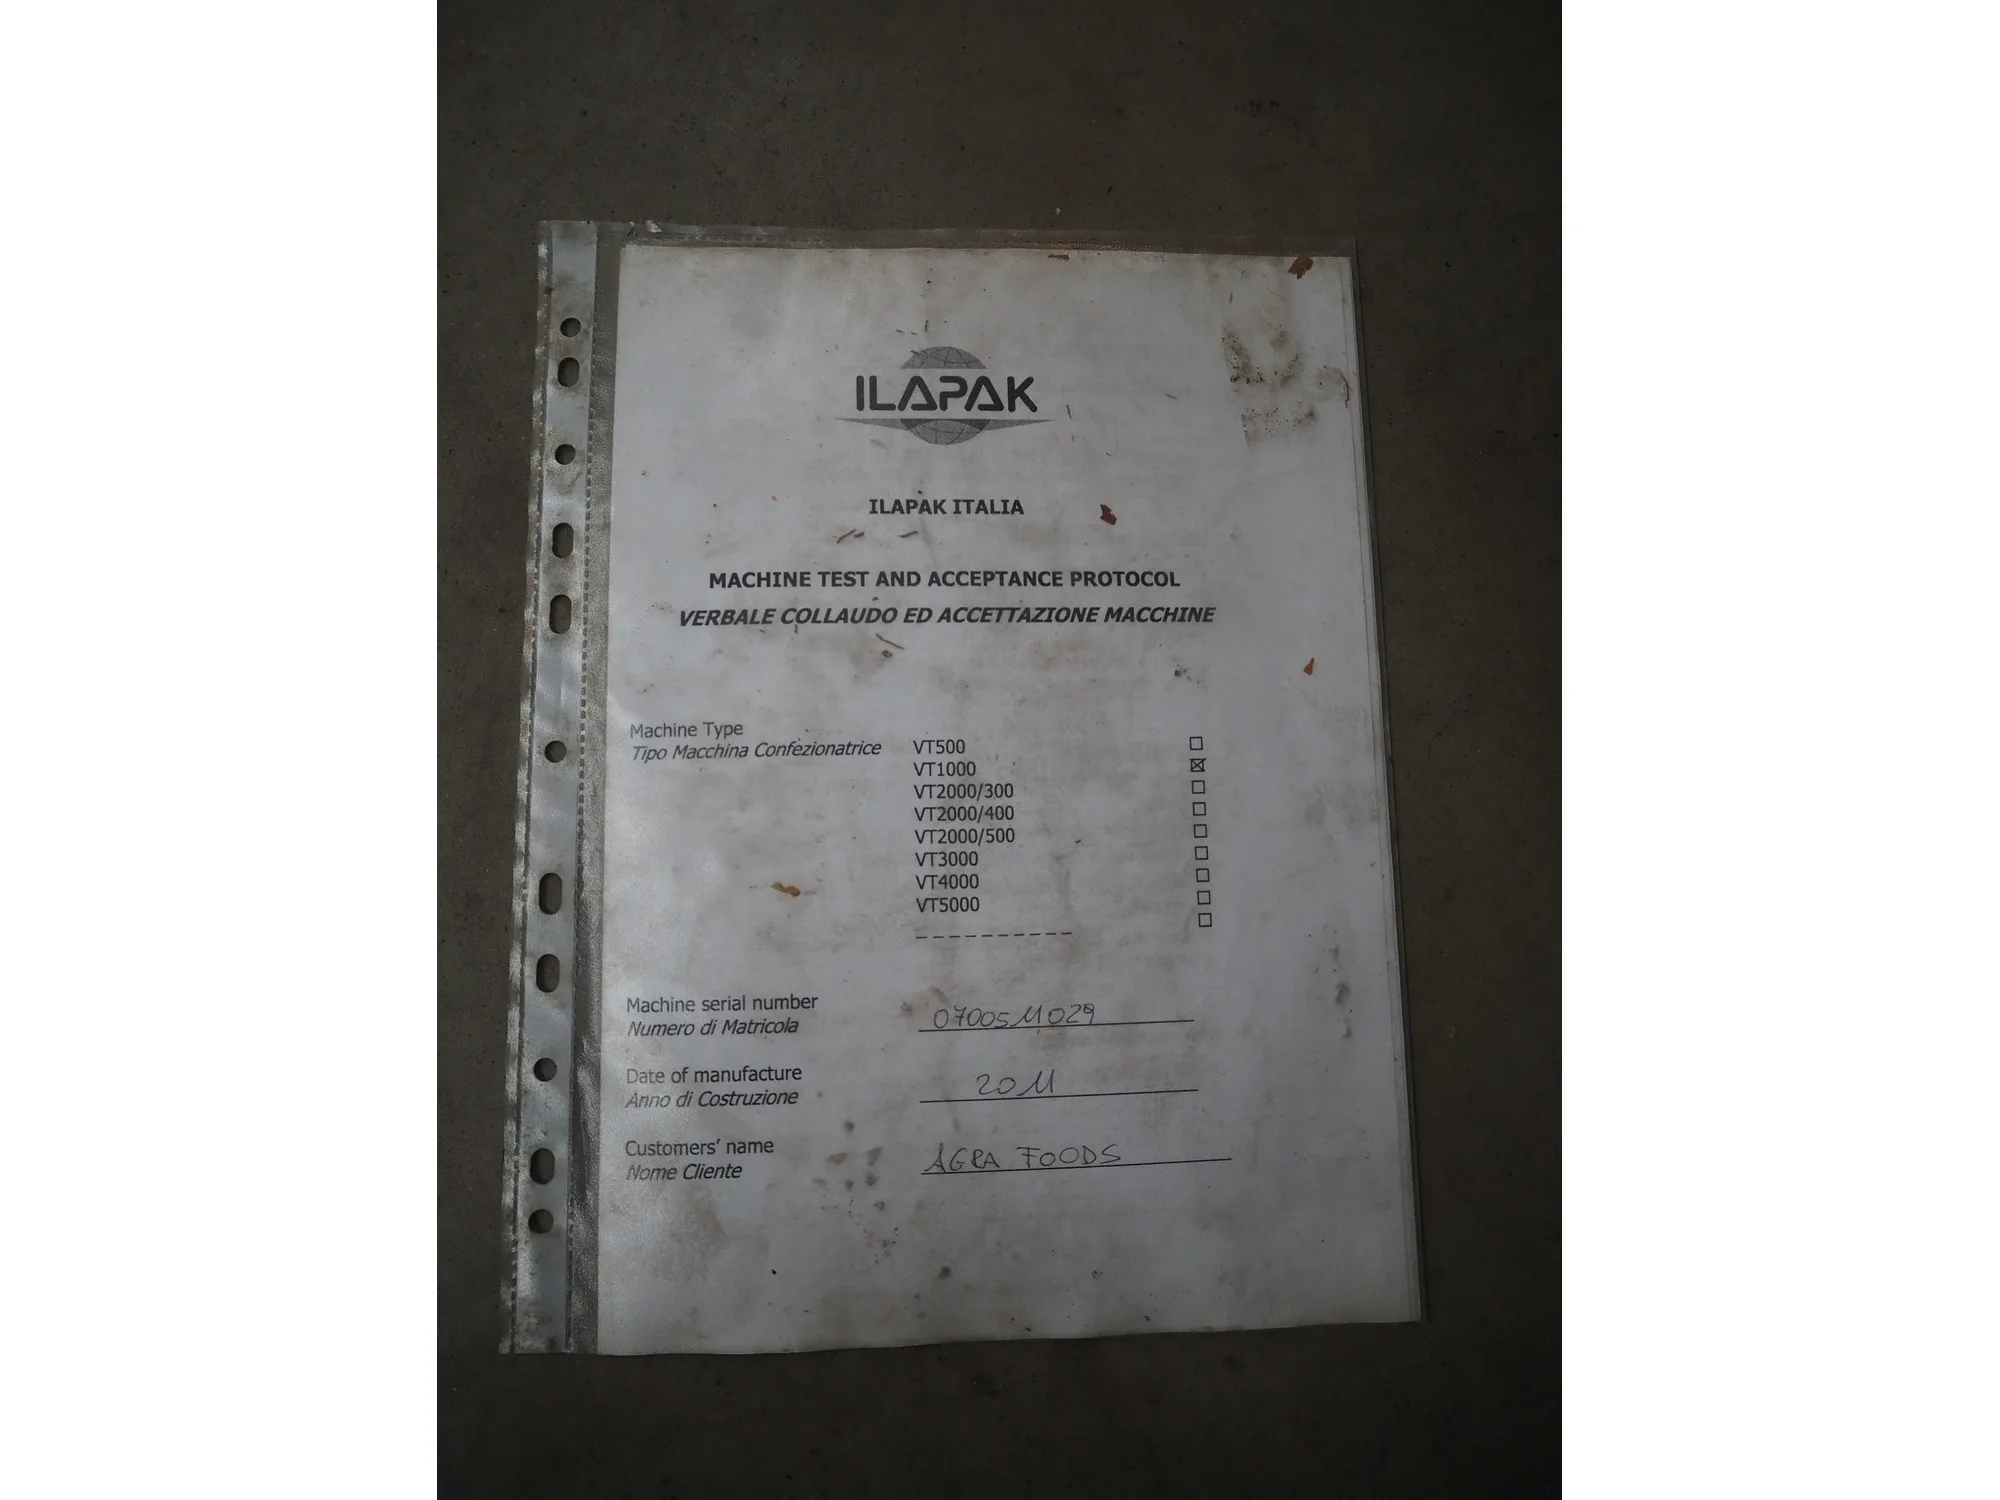 ILAPAK
ILAPAK ITALIA
MACHINE TEST AND ACCEPTANCE PROTOCOL
VERBALE COLLAUDO ED ACCETTAZIONE MACCHINE
Machine Type
Tipo Macchina Confezionatrice
VT500 ☐
VT1000 ☒
VT2000/300 ☐
VT2000/400 ☐
VT2000/500 ☐
VT3000 ☐
VT4000 ☐
VT5000 ☐
___________ ☐
Machine serial number
Numero di Matricola
0700511029
Date of manufacture
Anno di Costruzione
2011
Customers' name
Nome Cliente
AGRA FOODS